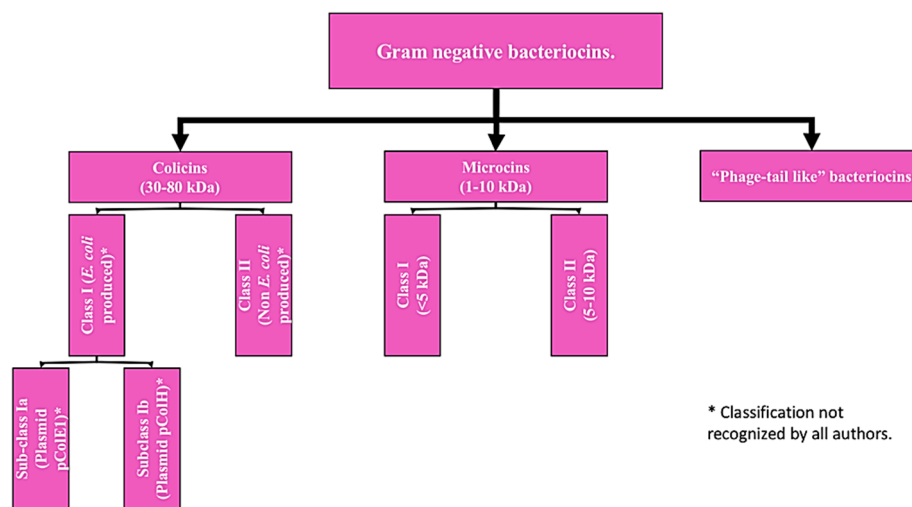 Gram negative bacteriocins.
Colicins
(30-80 kDa)
Microcins
(1-10 kDa)
“Phage-tail like” bacteriocins
Class I (E. coli
produced)*
Class II
(Non E. coli
produced)*
Class I
(<5 kDa)
Class II
(5-10 kDa)
Sub-class Ia
(Plasmid
pColE1)*
Subclass Ib
(Plasmid pColH)*
* Classification not
recognized by all authors.